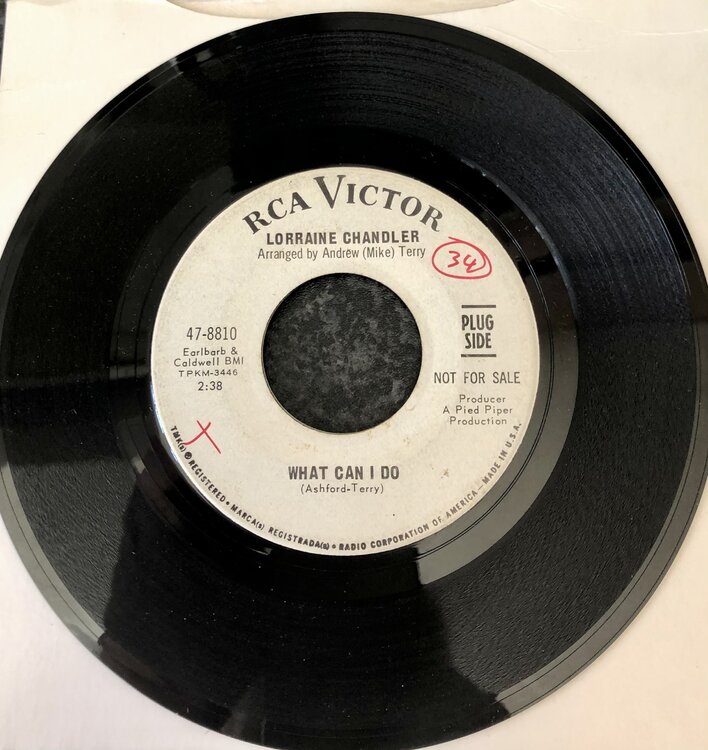 RCA VICTOR
LORRAINE CHANDLER
Arranged by Andrew (Mike) Terry
34
47-8810
Earlbarb &
Caldwell BMI
TPKM-3446
2:38
PLUG
SIDE
NOT FOR SALE
Producer
A Pied Piper
Production
X
WHAT CAN I DO
(Ashford-Terry)
TMK(s) ® REGISTERED • MARCA(s) REGISTRADA(s) • RADIO CORPORATION OF AMERICA - MADE IN U.S.A.